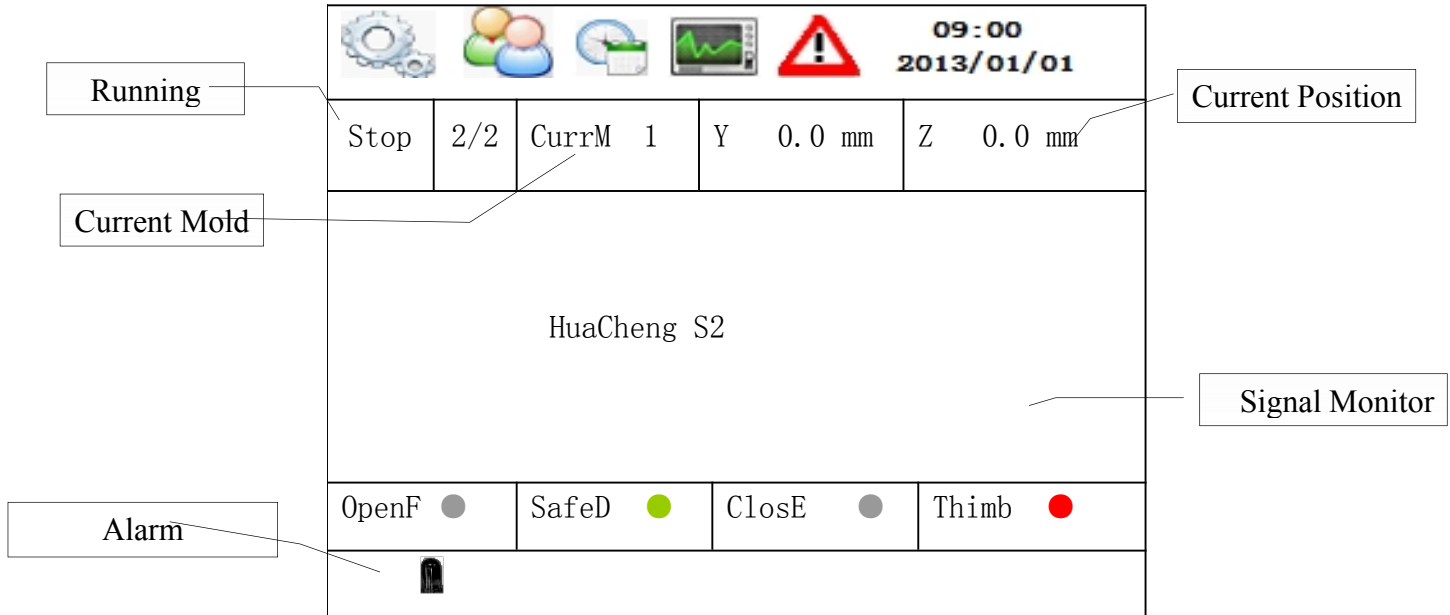 09:00
2013/01/01
Running
Current Position
Stop 2/2 CurrM 1 Y 0.0 mm Z 0.0 mm
Current Mold
HuaCheng S2
Signal Monitor
OpenF SafeD ClosE Thimb
Alarm